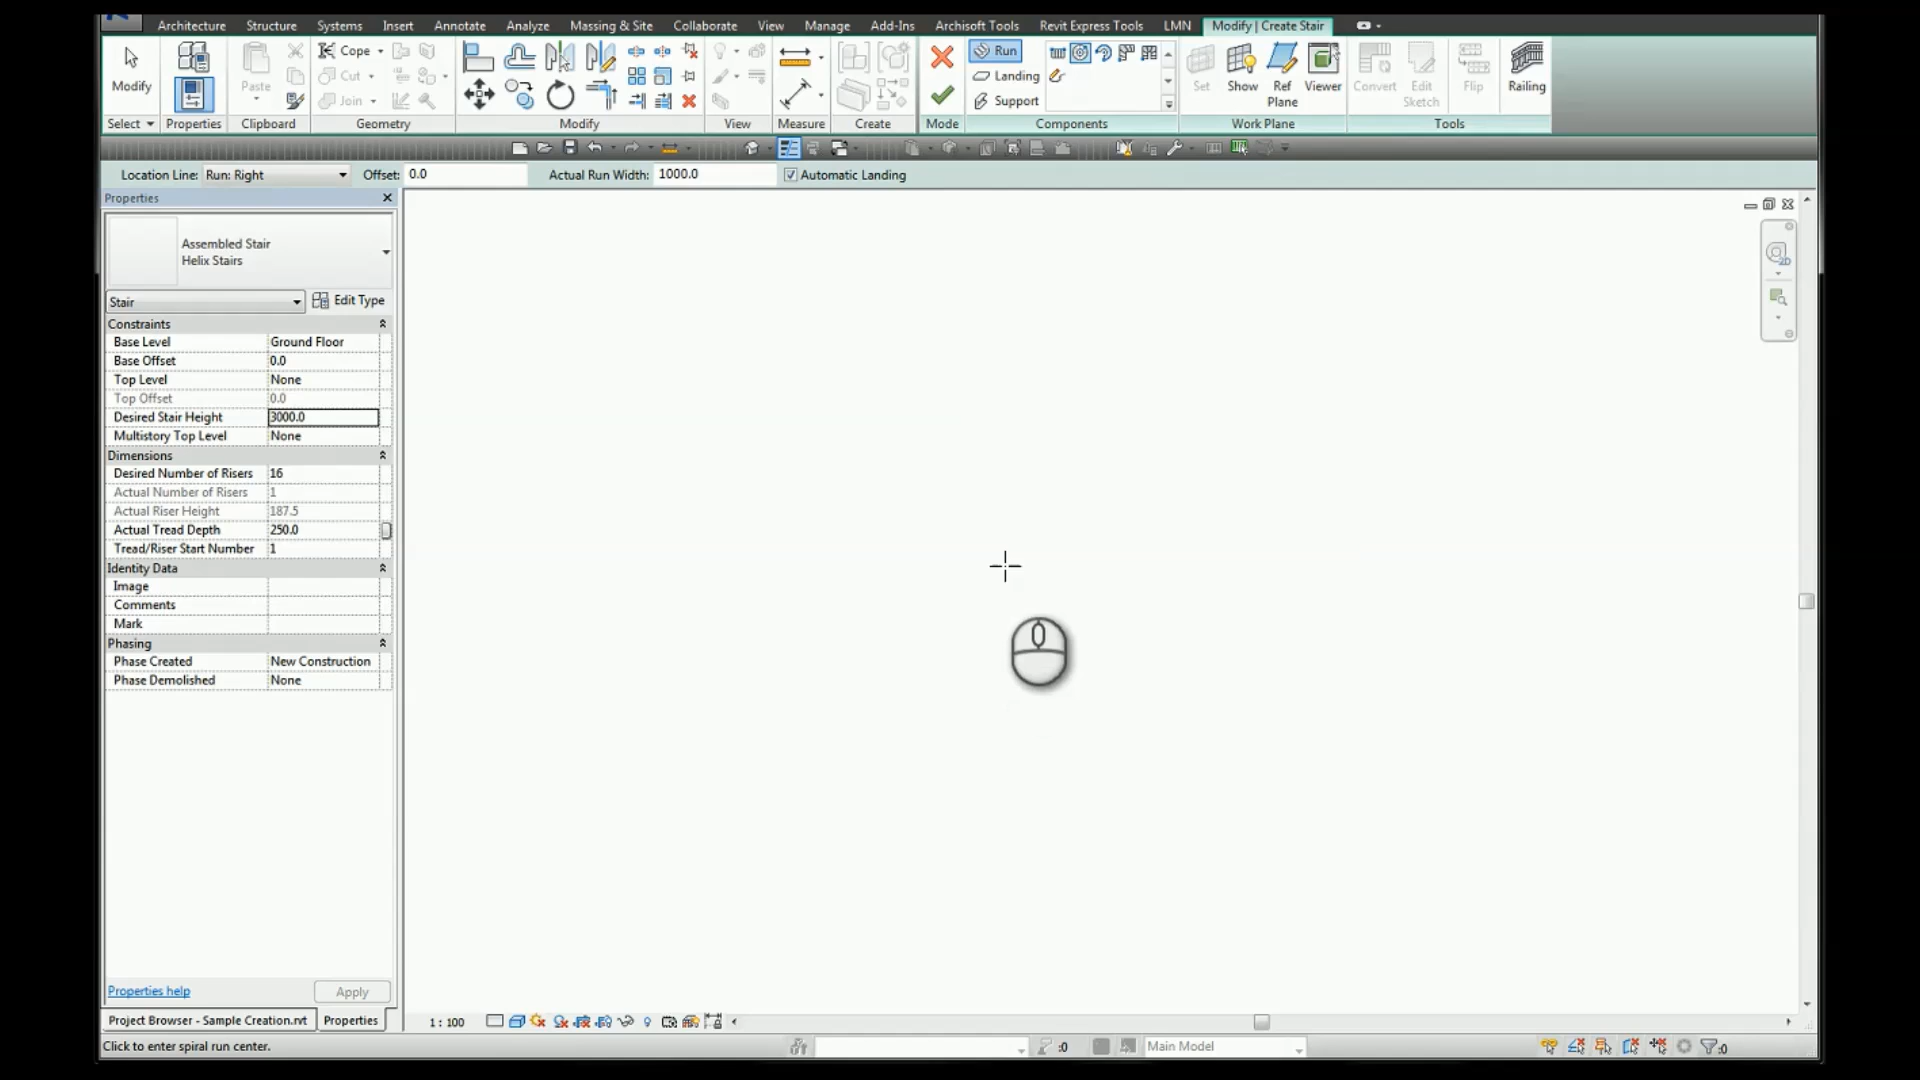 Architecture Structure Systems Insert Annotate Analyze Massing & Site Collaborate View Manage Add-Ins Archisoft Tools Revit Express Tools LMN Modify | Create Stair
Modify Cope Cut Join Paste Run Landing Support Set Show Ref Plane Viewer Convert Edit Sketch Flip Railing
Select Properties Clipboard Geometry Modify View Measure Create Mode Components Work Plane Tools
Location Line: Run: Right Offset: 0.0 Actual Run Width: 1000.0 Automatic Landing
Properties
Assembled Stair
Helix Stairs
Stair Edit Type
Constraints
Base Level Ground Floor
Base Offset 0.0
Top Level None
Top Offset 0.0
Desired Stair Height 3000.0
Multistory Top Level None
Dimensions
Desired Number of Risers 16
Actual Number of Risers 1
Actual Riser Height 187.5
Actual Tread Depth 250.0
Tread/Riser Start Number 1
Identity Data
Image
Comments
Mark
Phasing
Phase Created New Construction
Phase Demolished None
2D
Properties help Apply
Project Browser - Sample Creation.rvt Properties 1 : 100
Click to enter spiral run center. :0 Main Model :0